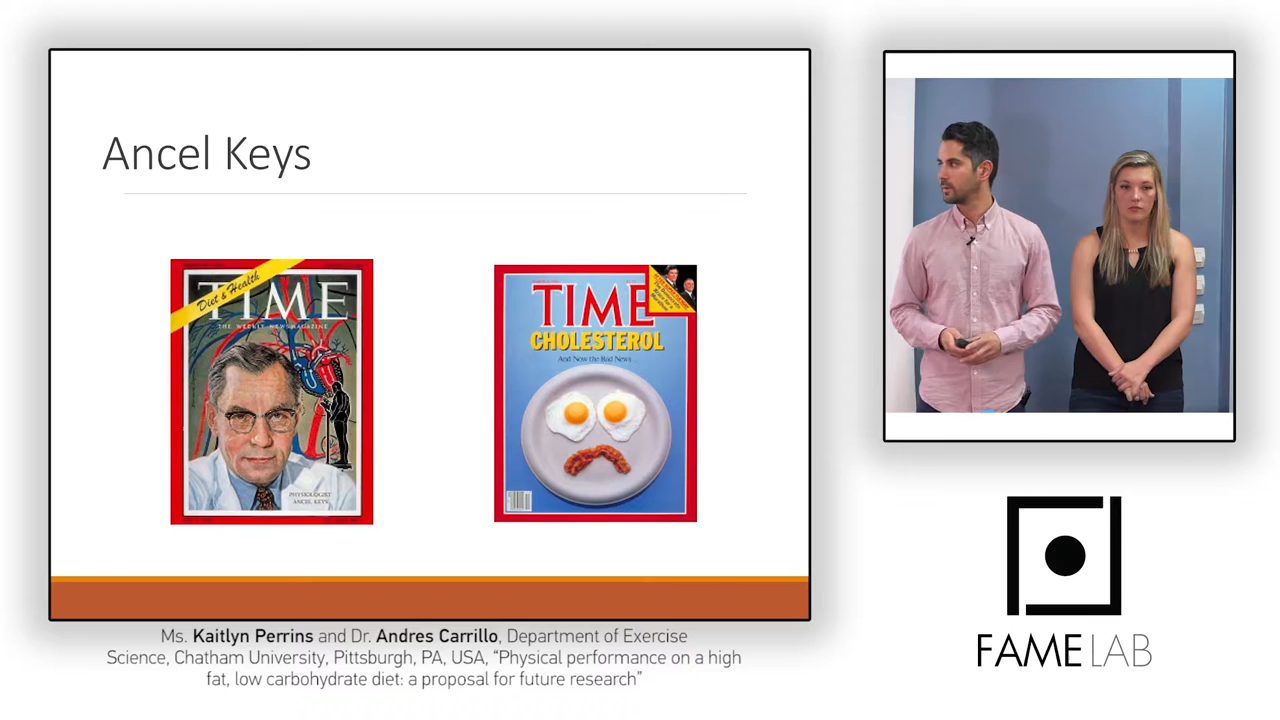 Ancel Keys
Diet & Health
TIME
THE WEEKLY NEWSMAGAZINE
PHYSIOLOGIST
ANCEL KEYS
TIME
CHOLESTEROL
And Now the Bad News
Ms. Kaitlyn Perrins and Dr. Andres Carrillo, Department of Exercise
Science, Chatham University, Pittsburgh, PA, USA, “Physical performance on a high
fat, low carbohydrate diet: a proposal for future research”
FAME LAB